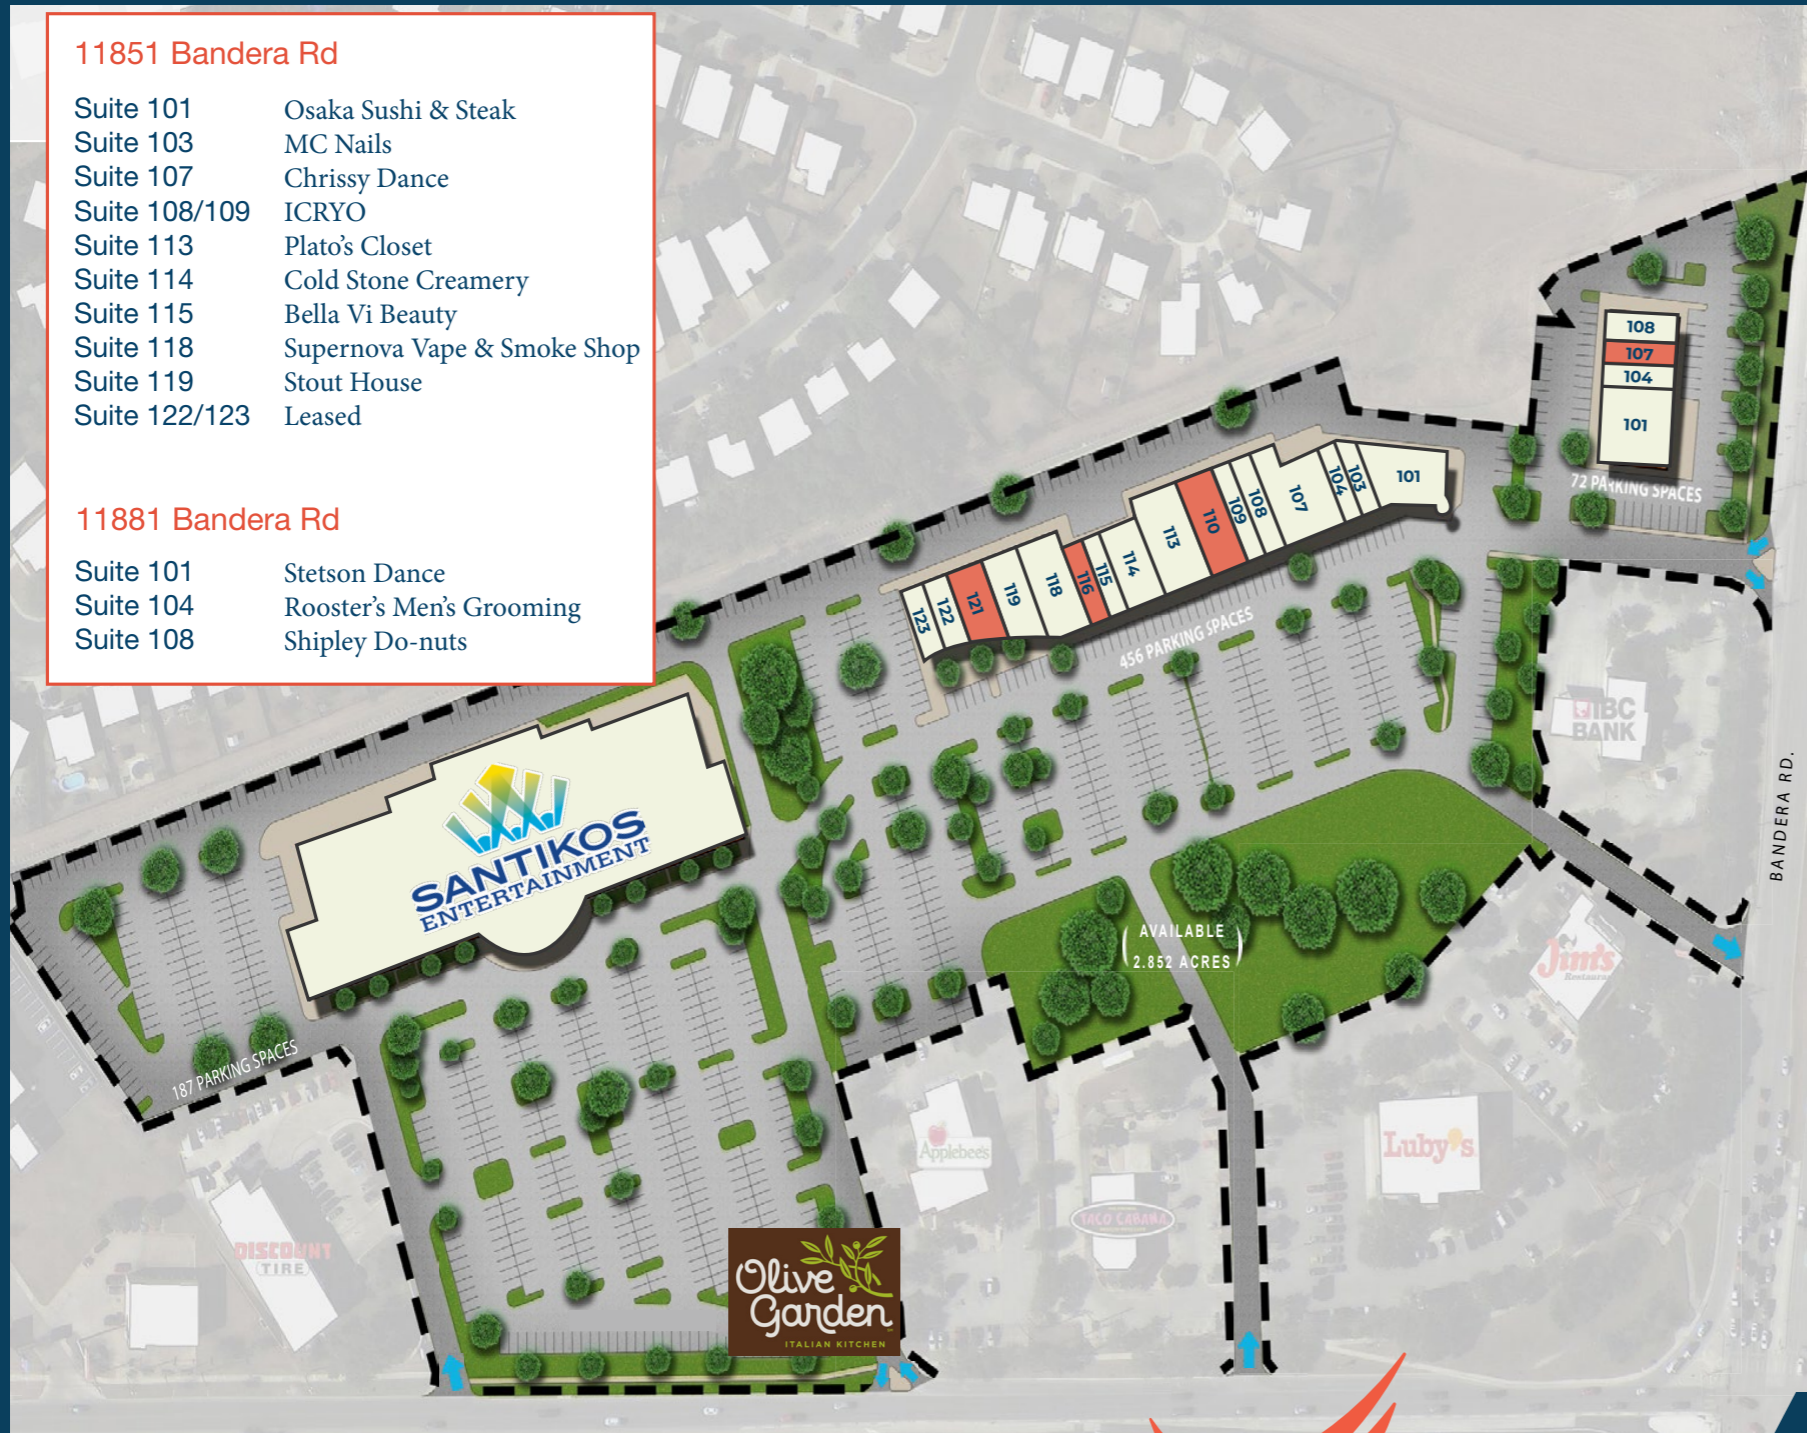 11851 Bandera Rd
Suite 101 Osaka Sushi & Steak
Suite 103 MC Nails
Suite 107 Chrissy Dance
Suite 108/109 ICRYO
Suite 113 Plato's Closet
Suite 114 Cold Stone Creamery
Suite 115 Bella Vi Beauty
Suite 118 Supernova Vape & Smoke Shop
Suite 119 Stout House
Suite 122/123 Leased
11881 Bandera Rd
Suite 101 Stetson Dance
Suite 104 Rooster's Men's Grooming
Suite 108 Shipley Do-nuts
108
107
104
101
72 PARKING SPACES
123
122
121
119
118
116
115
114
113
110
109
108
107
104
103
101
456 PARKING SPACES
IBC
BANK
BANDERA RD.
SANTIKOS
ENTERTAINMENT
AVAILABLE
2.852 ACRES
Jim's
Restaurant
187 PARKING SPACES
Applebee's
Luby's
TACO CABANA
DISCOUNT
TIRE
Olive
Garden
ITALIAN KITCHEN